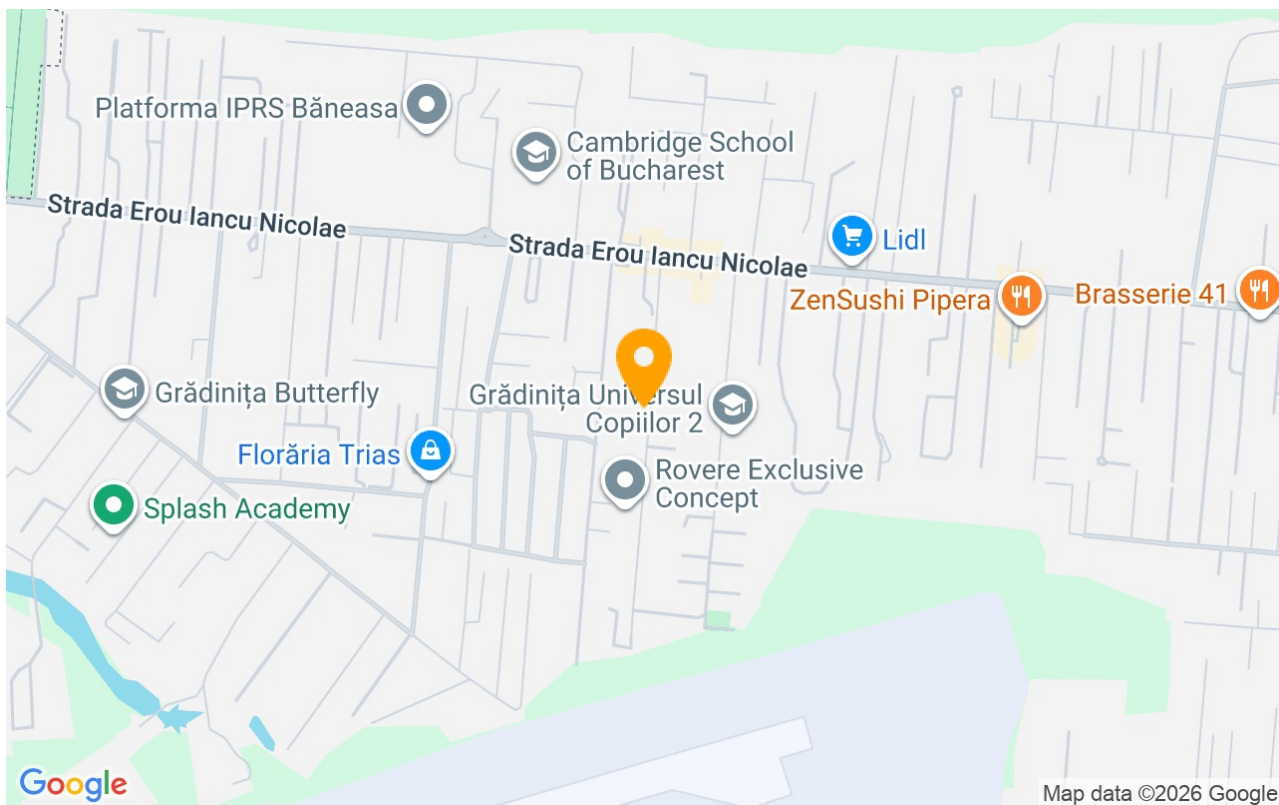 Platforma IPRS Băneasa
Cambridge School
of Bucharest
Strada Erou Iancu Nicolae
Strada Erou Iancu Nicolae
Lidl
ZenSushi Pipera
Brasserie 41
Grădinița Butterfly
Grădinița Universul
Copiilor 2
Florăria Trias
Rovere Exclusive
Concept
Splash Academy
Google
Map data ©2026 Google